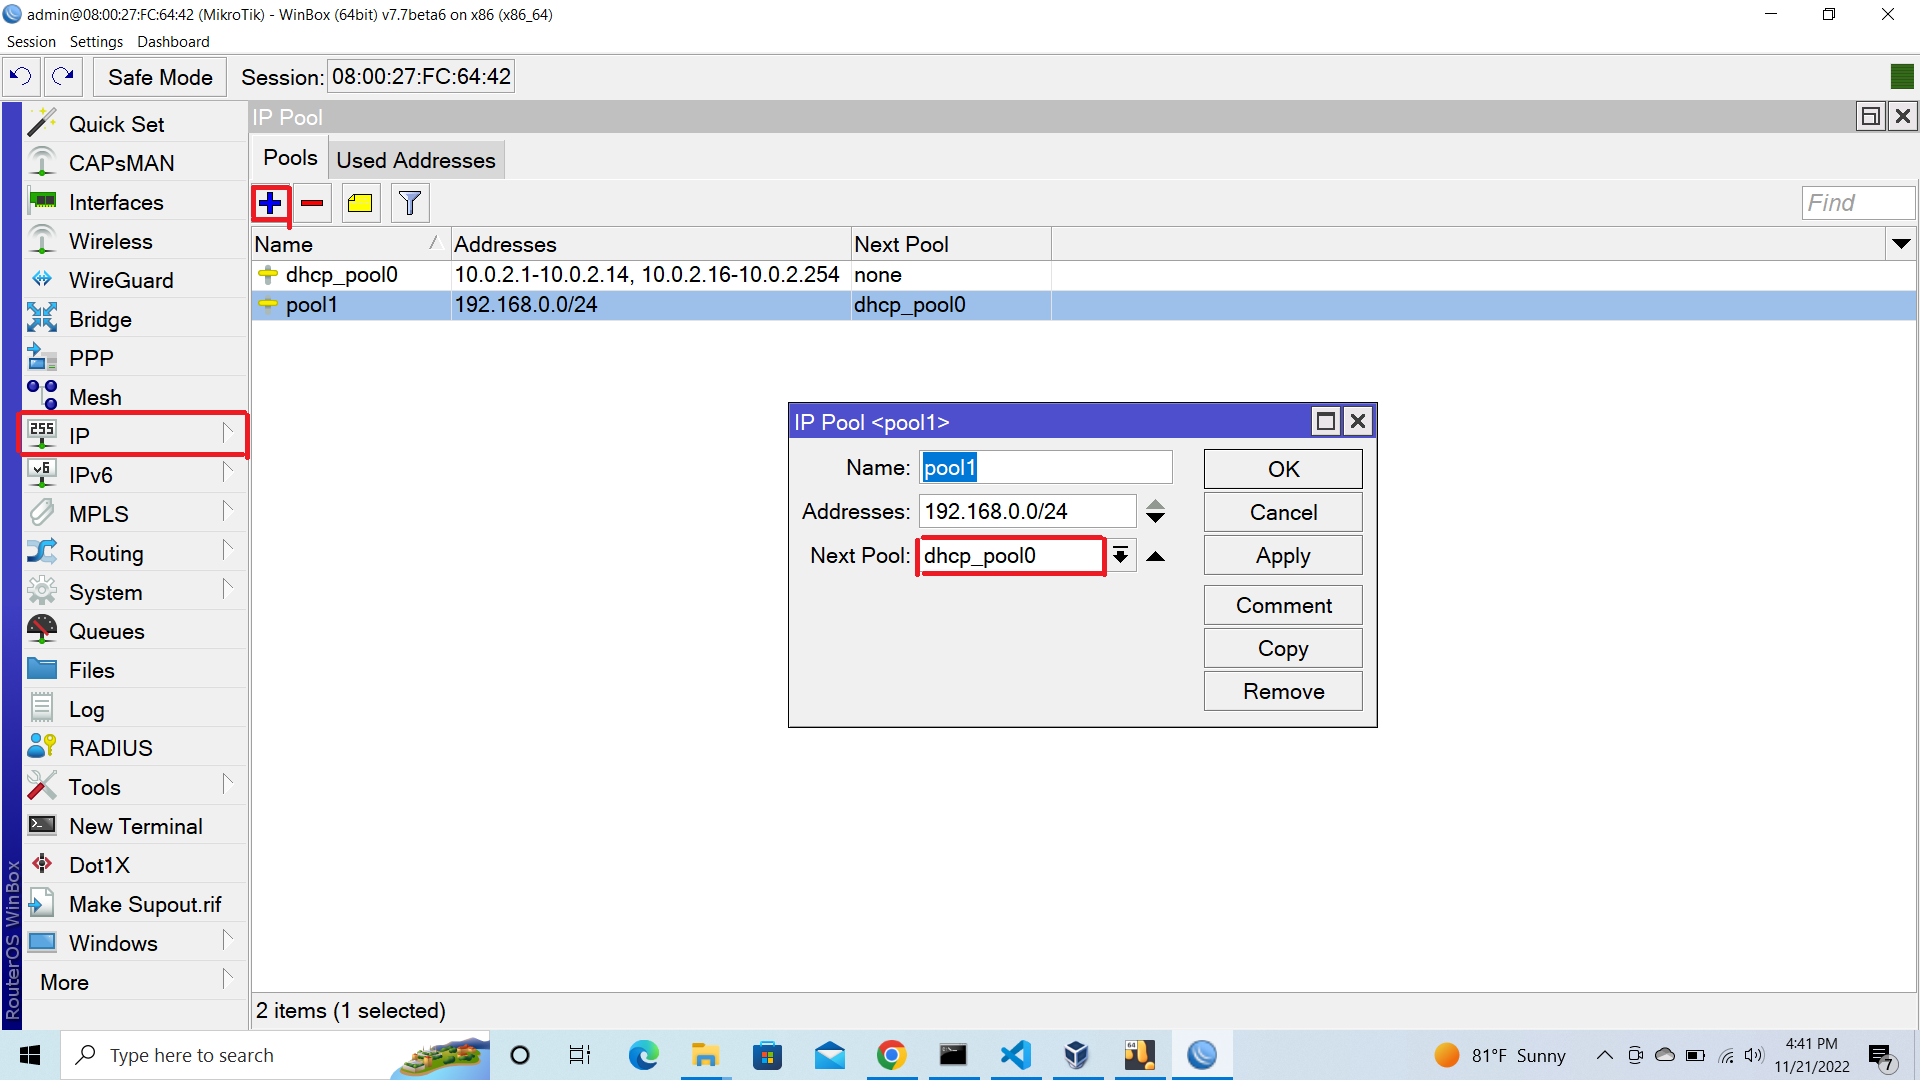 admin@08:00:27:FC:64:42 (MikroTik) - WinBox (64bit) v7.7beta6 on x86 (x86_64)
Session Settings Dashboard
Safe Mode Session: 08:00:27:FC:64:42
IP Pool
Pools Used Addresses
Find
Name Addresses Next Pool
dhcp_pool0 10.0.2.1-10.0.2.14, 10.0.2.16-10.0.2.254 none
pool1 192.168.0.0/24 dhcp_pool0
Quick Set
CAPsMAN
Interfaces
Wireless
WireGuard
Bridge
PPP
Mesh
255 IP
v6 IPv6
MPLS
Routing
System
Queues
Files
Log
RADIUS
Tools
New Terminal
Dot1X
Make Supout.rif
Windows
More
RouterOS WinBox
IP Pool <pool1>
Name: pool1
Addresses: 192.168.0.0/24
Next Pool: dhcp_pool0
OK
Cancel
Apply
Comment
Copy
Remove
2 items (1 selected)
Type here to search
64
81°F Sunny
4:41 PM
11/21/2022
7